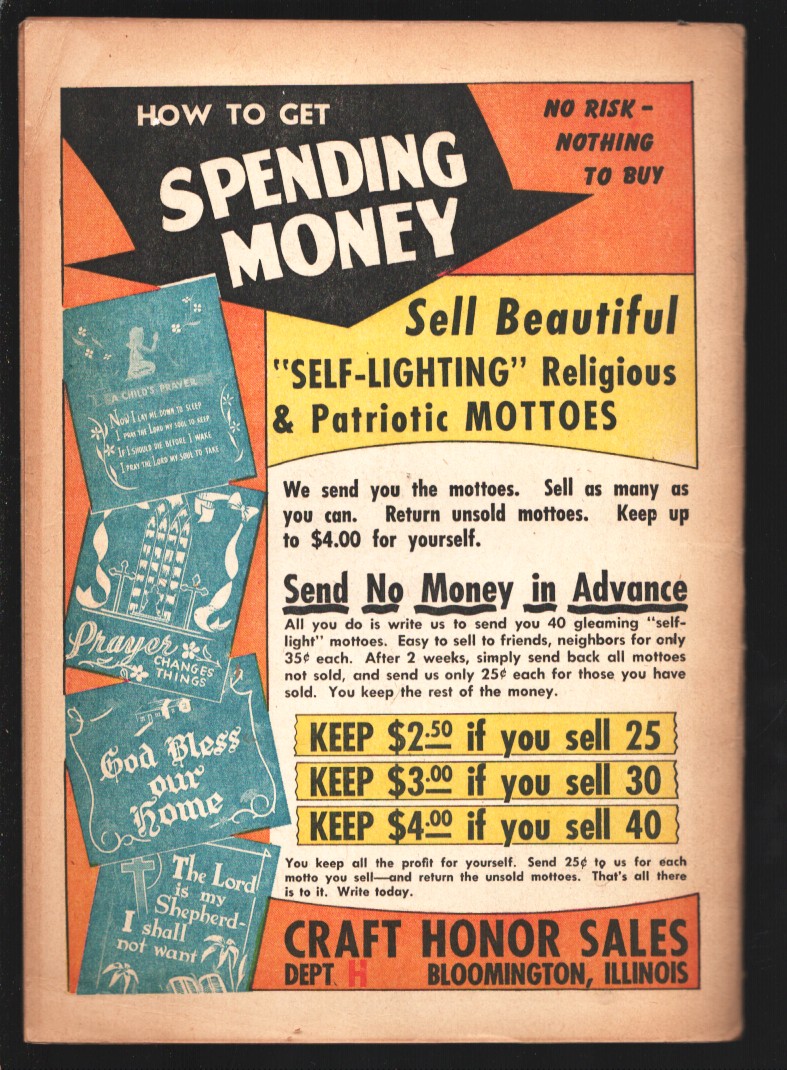 HOW TO GET
SPENDING
MONEY
NO RISK -
NOTHING
TO BUY
Sell Beautiful
"SELF-LIGHTING" Religious
& Patriotic MOTTOES
A CHILD'S PRAYER
NOW I LAY ME DOWN TO SLEEP
I PRAY THE LORD MY SOUL TO KEEP
IF I SHOULD DIE BEFORE I WAKE
I PRAY THE LORD MY SOUL TO TAKE
Prayer
CHANGES
THINGS
God Bless
our
Home
The Lord
is my
Shepherd-
I shall
not want
We send you the mottoes. Sell as many as
you can. Return unsold mottoes. Keep up
to $4.00 for yourself.
Send No Money in Advance
All you do is write us to send you 40 gleaming "self-
light" mottoes. Easy to sell to friends, neighbors for only
35¢ each. After 2 weeks, simply send back all mottoes
not sold, and send us only 25¢ each for those you have
sold. You keep the rest of the money.
KEEP $2.50 if you sell 25
KEEP $3.00 if you sell 30
KEEP $4.00 if you sell 40
You keep all the profit for yourself. Send 25¢ to us for each
motto you sell—and return the unsold mottoes. That's all there
is to it. Write today.
CRAFT HONOR SALES
DEPT H BLOOMINGTON, ILLINOIS